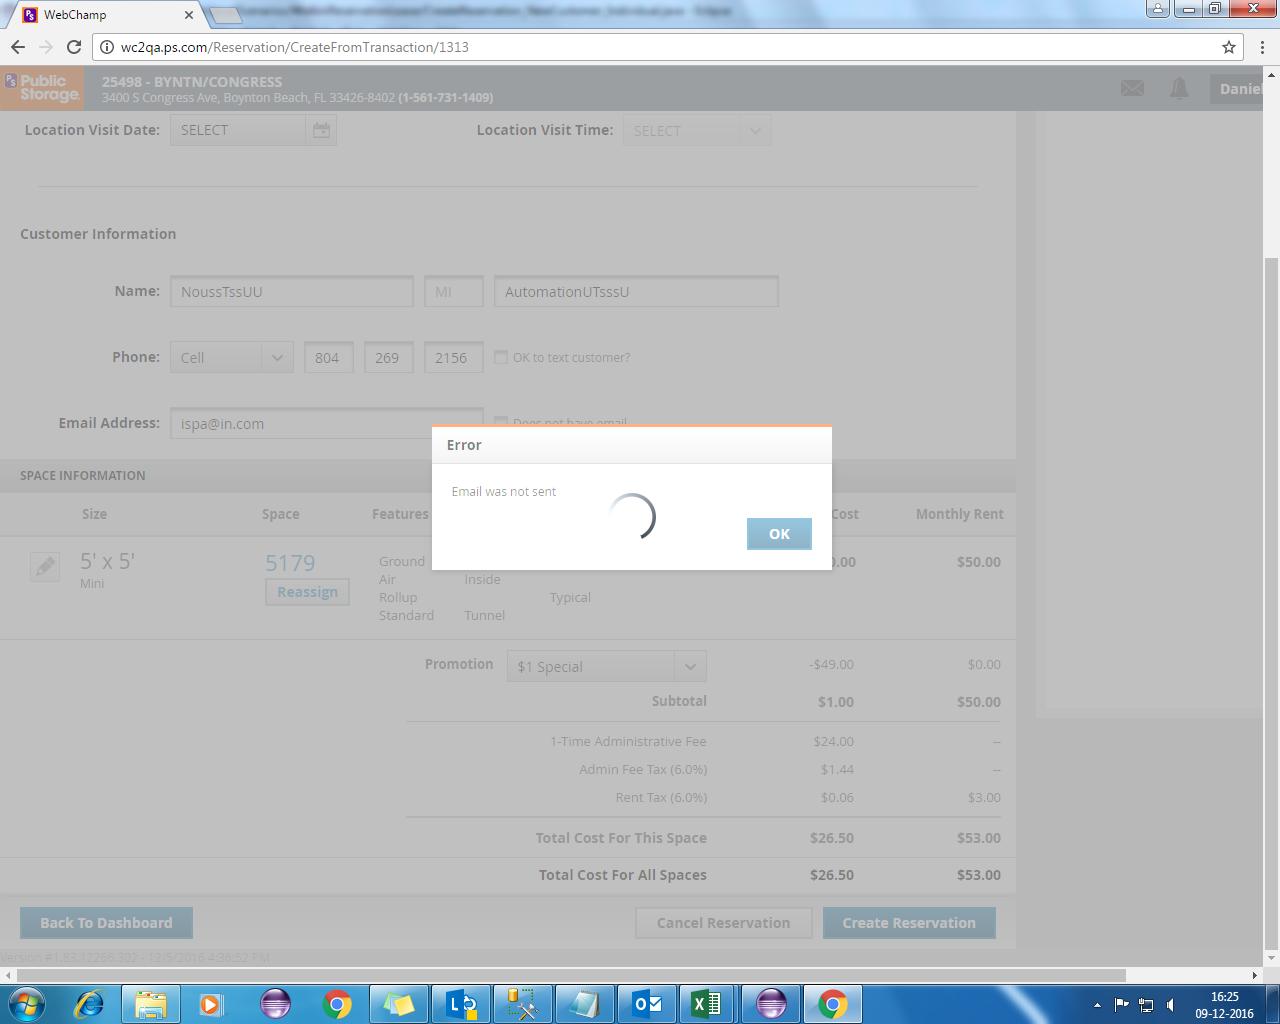 WebChamp
wc2qa.ps.com/Reservation/CreateFromTransaction/1313
PS Public Storage.
25498 - BYNTN/CONGRESS
3400 S Congress Ave, Boynton Beach, FL 33426-8402 (1-561-731-1409)
Daniel
Location Visit Date: SELECT Location Visit Time: SELECT
Customer Information
Name: NoussTssUU MI AutomationUTsssU
Phone: Cell 804 269 2156 OK to text customer?
Email Address: ispa@in.com Does not have email
Error
Email was not sent
OK
SPACE INFORMATION
Size Space Features Cost Monthly Rent
5' x 5' 5179 Ground 0.00 $50.00
Mini Reassign Air Inside
Rollup Typical
Standard Tunnel
Promotion $1 Special -$49.00 $0.00
Subtotal $1.00 $50.00
1-Time Administrative Fee $24.00 --
Admin Fee Tax (6.0%) $1.44 --
Rent Tax (6.0%) $0.06 $3.00
Total Cost For This Space $26.50 $53.00
Total Cost For All Spaces $26.50 $53.00
Back To Dashboard Cancel Reservation Create Reservation
Version #1.83.12266.302 - 12/5/2016 4:36:52 PM
16:25
09-12-2016